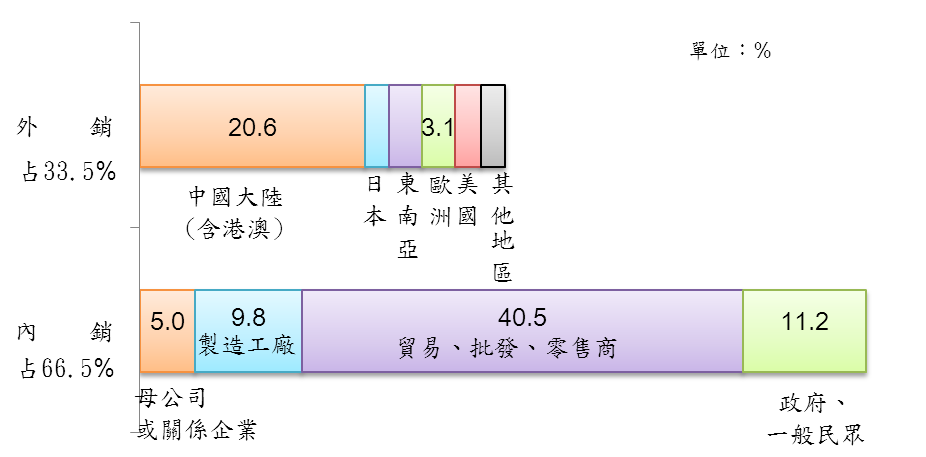 單位：%
外　　銷
占33.5%
20.6
3.1
中國大陸
（含港澳）
日本
東南亞
歐洲
美國
其他地區
內　　銷
占66.5%
5.0
9.8
製造工廠
40.5
貿易、批發、零售商
11.2
母公司
或關係企業
政府、
一般民眾